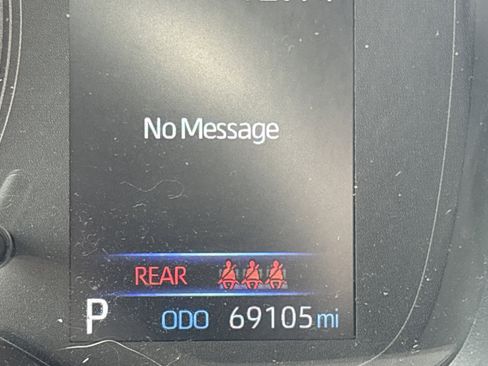 No Message
REAR
P ODO 69105 mi